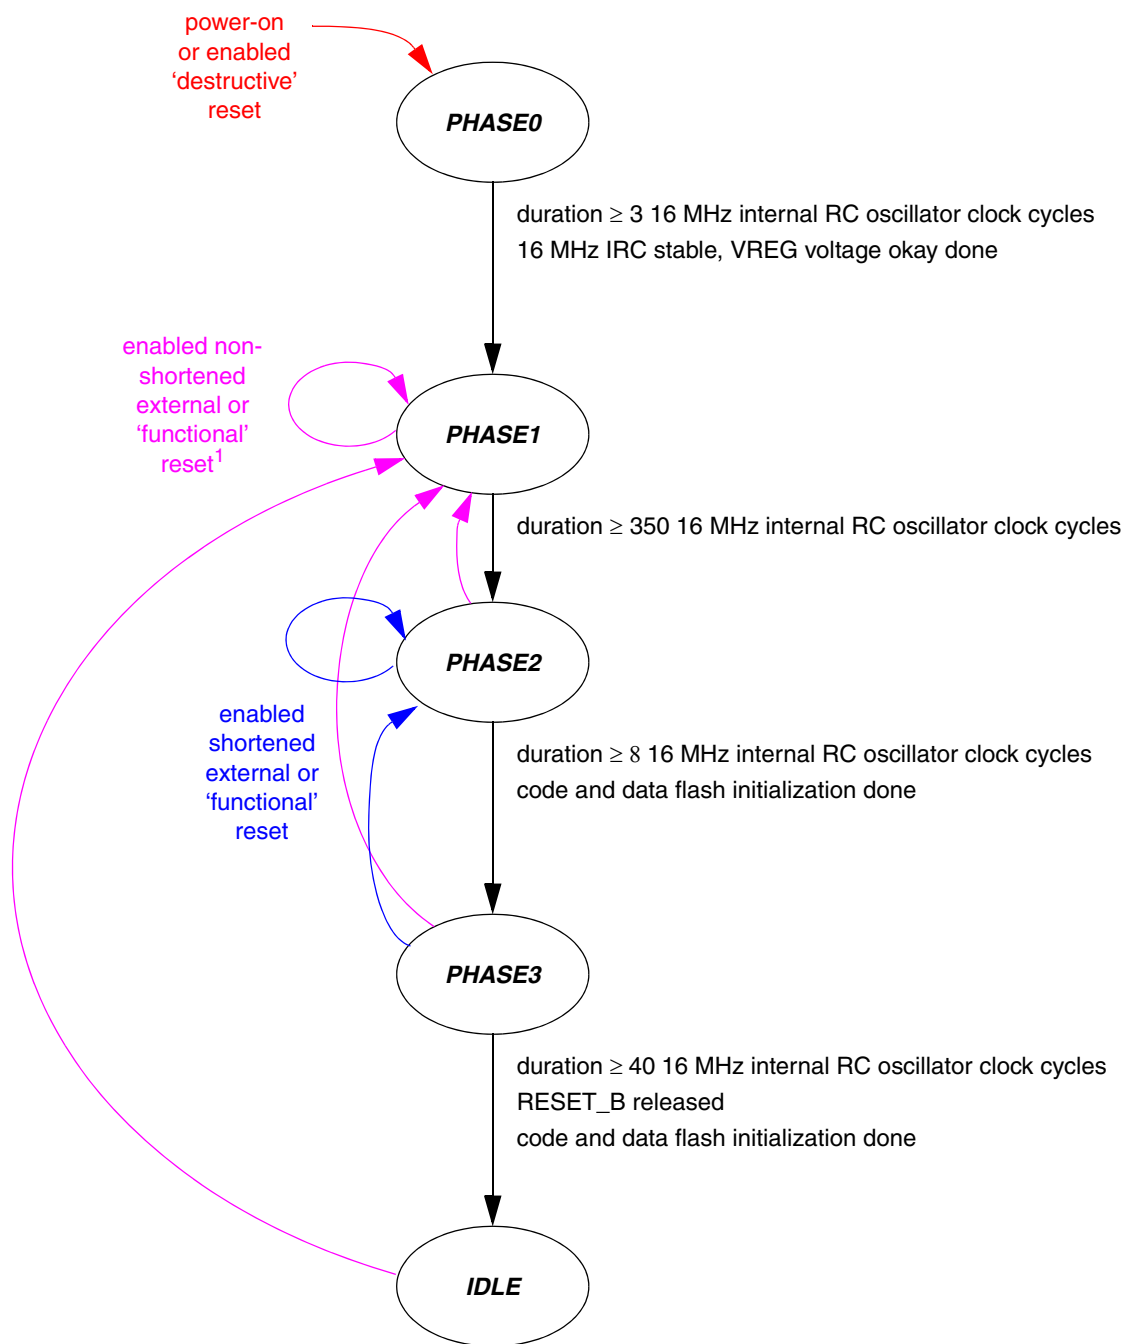 power-on
or enabled
‘destructive’
reset
PHASE0
duration ≥ 3 16 MHz internal RC oscillator clock cycles
16 MHz IRC stable, VREG voltage okay done
enabled non-
shortened
external or
‘functional’
reset1
PHASE1
duration ≥ 350 16 MHz internal RC oscillator clock cycles
PHASE2
enabled
shortened
external or
‘functional’
reset
duration ≥ 8 16 MHz internal RC oscillator clock cycles
code and data flash initialization done
PHASE3
duration ≥ 40 16 MHz internal RC oscillator clock cycles
RESET_B released
code and data flash initialization done
IDLE